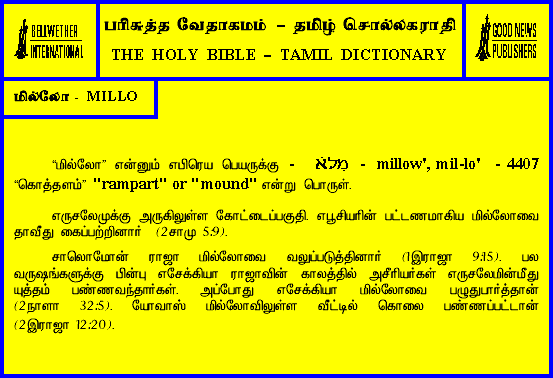 BELLWETHER
INTERNATIONAL
பரிசுத்த வேதாகமம் – தமிழ் சொல்லகராதி
THE HOLY BIBLE – TAMIL DICTIONARY
GOOD NEWS
PUBLISHERS
மில்லோ - MILLO
“மில்லோ” என்னும் எபிரெய பெயருக்கு - מִלּוֹא - millow', mil-lo' - 4407
“கொத்தளம்” "rampart" or "mound" என்று பொருள்.
எருசலேமுக்கு அருகிலுள்ள கோட்டைப்பகுதி. எபூசியரின் பட்டணமாகிய மில்லோவை
தாவீது கைப்பற்றினார் (2சாமு 5:9).
சாலொமோன் ராஜா மில்லோவை வலுப்படுத்தினார் (1இராஜா 9:15). பல
வருஷங்களுக்கு பின்பு எசேக்கியா ராஜாவின் காலத்தில் அசீரியர்கள் எருசலேமின்மீது
யுத்தம் பண்ணவந்தார்கள். அப்போது எசேக்கியா மில்லோவை பழுதுபார்த்தான்
(2நாளா 32:5). யோவாஸ் மில்லோவிலுள்ள வீட்டில் கொலை பண்ணப்பட்டான்
(2இராஜா 12:20).